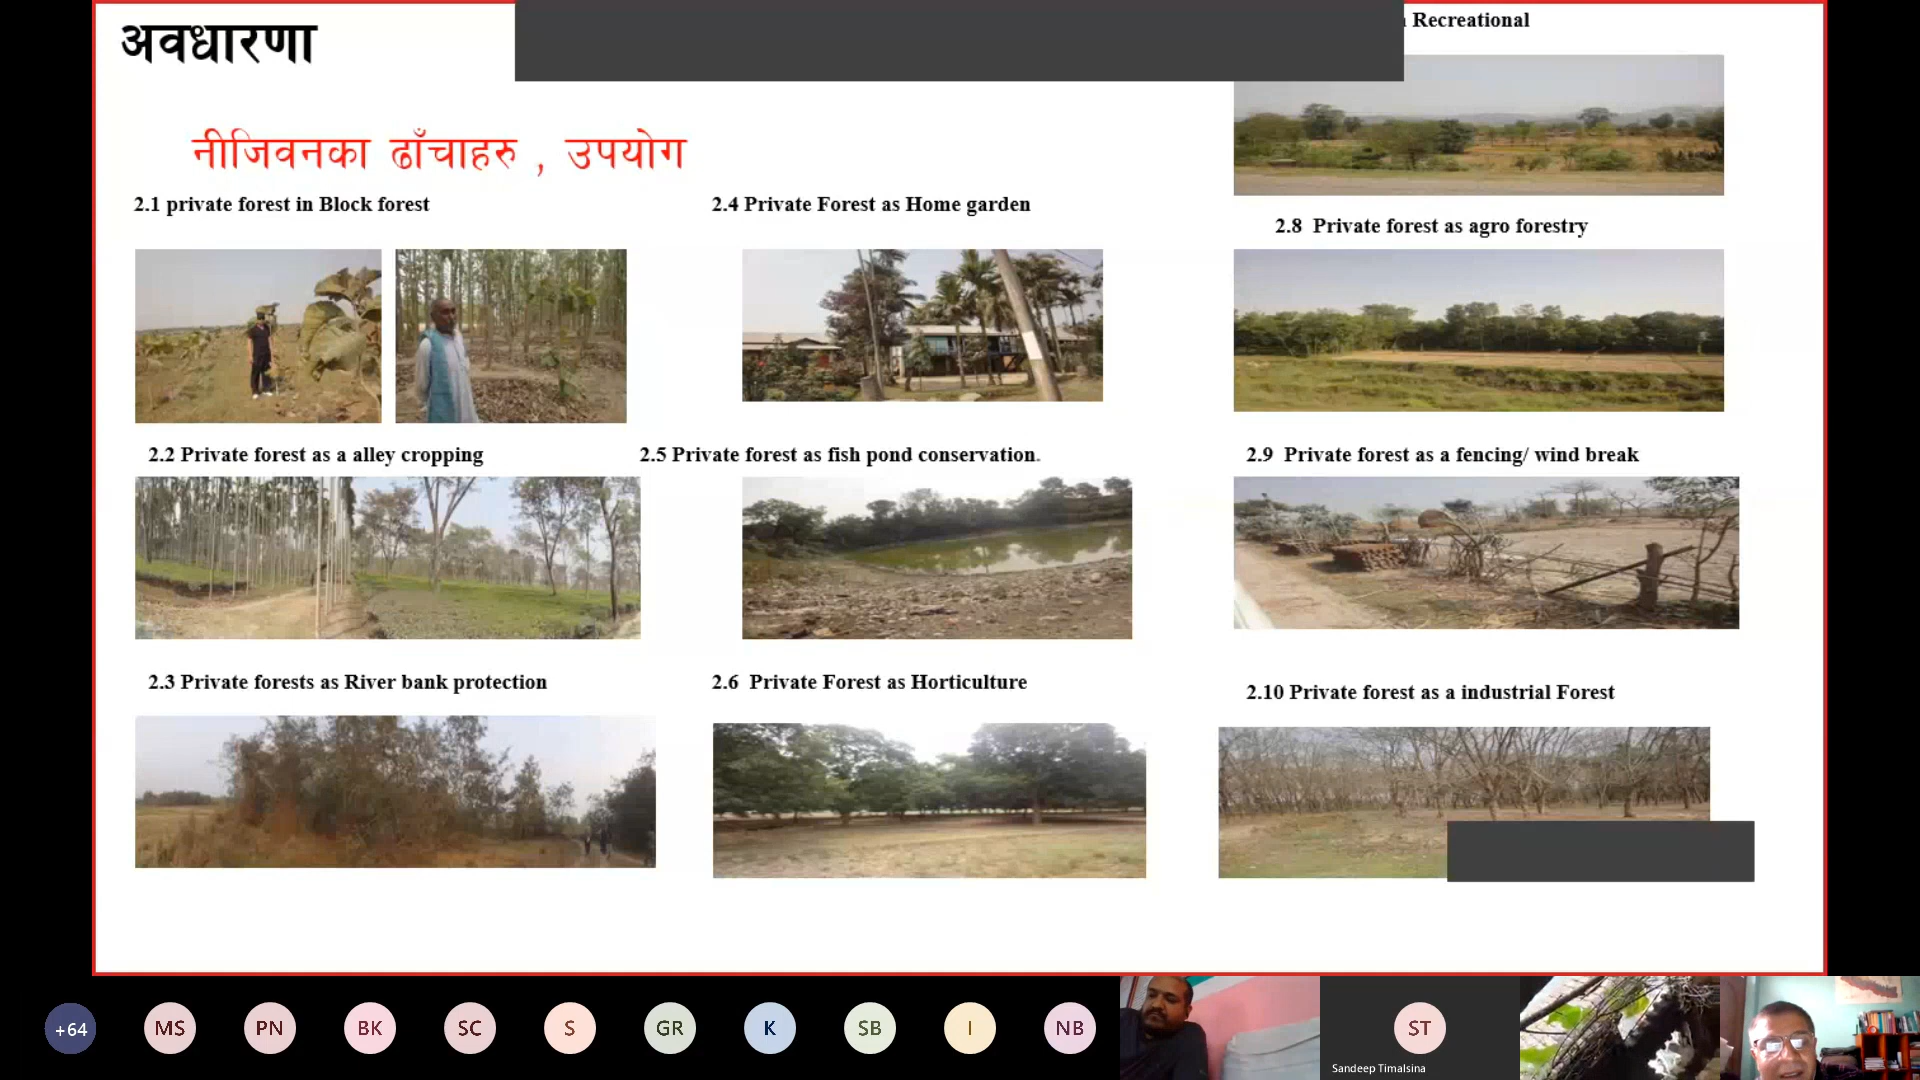 अवधारणा
नीजिवनका ढाँचाहरु , उपयोग
2.1 private forest in Block forest
2.2 Private forest as a alley cropping
2.3 Private forests as River bank protection
2.4 Private Forest as Home garden
2.5 Private forest as fish pond conservation.
2.6 Private Forest as Horticulture
Recreational
2.8 Private forest as agro forestry
2.9 Private forest as a fencing/ wind break
2.10 Private forest as a industrial Forest
+64 MS PN BK SC S GR K SB I NB ST
Sandeep Timalsina